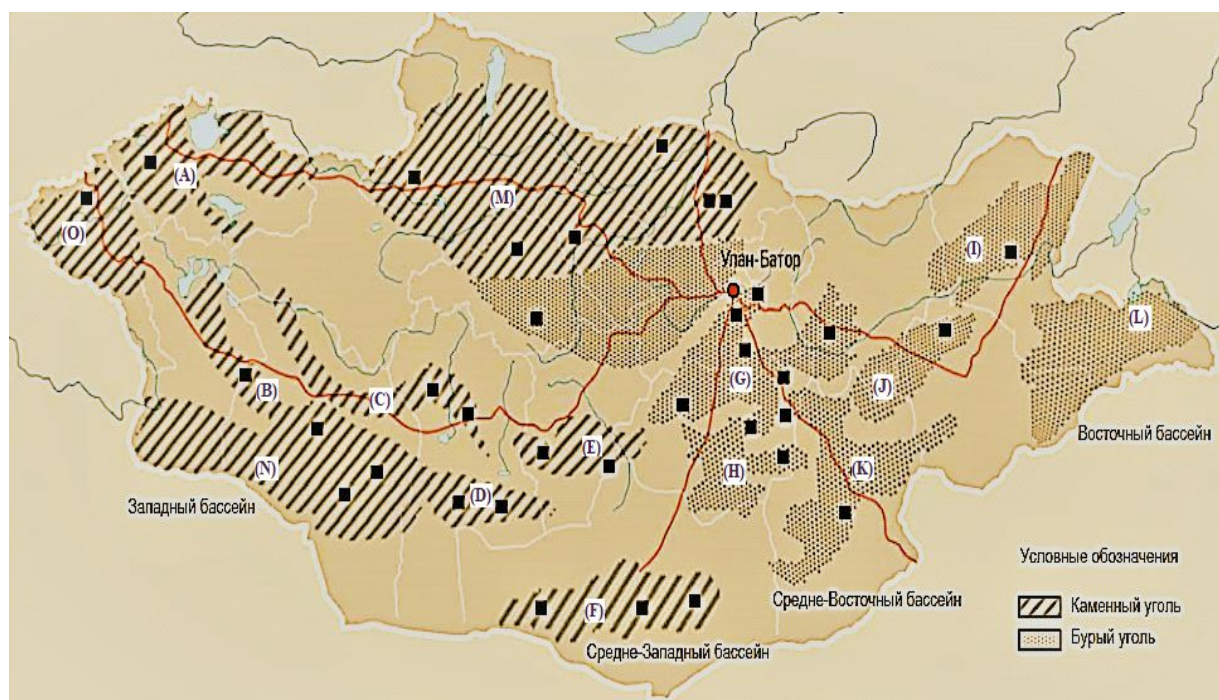 (A)
(M)
(O)
(I)
Улан-Батор
(L)
(G)
(B)
(C)
(J)
Восточный бассейн
(E)
(N)
(H)
(K)
(D)
Западный бассейн
Условные обозначения
Средне-Восточный бассейн
(F)
Каменный уголь
Средне-Западный бассейн
Бурый уголь